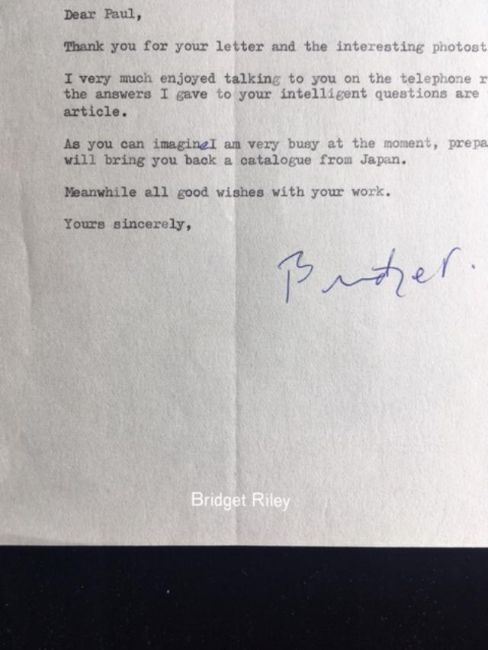 Dear Paul,
Thank you for your letter and the interesting photost
I very much enjoyed talking to you on the telephone r
the answers I gave to your intelligent questions are
article.
As you can imagine I am very busy at the moment, prepa
will bring you back a catalogue from Japan.
Meanwhile all good wishes with your work.
Yours sincerely,
Bridget.
Bridget Riley